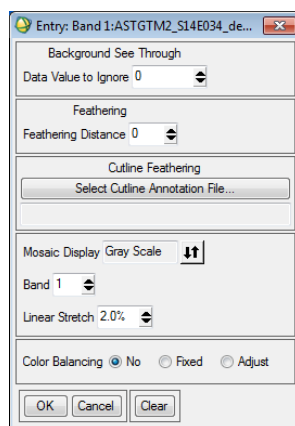 Entry: Band 1:ASTGTM2_S14E034_de...
Background See Through
Data Value to Ignore 0
Feathering
Feathering Distance 0
Cutline Feathering
Select Cutline Annotation File...
Mosaic Display Gray Scale
Band 1
Linear Stretch 2.0%
Color Balancing No Fixed Adjust
OK Cancel Clear